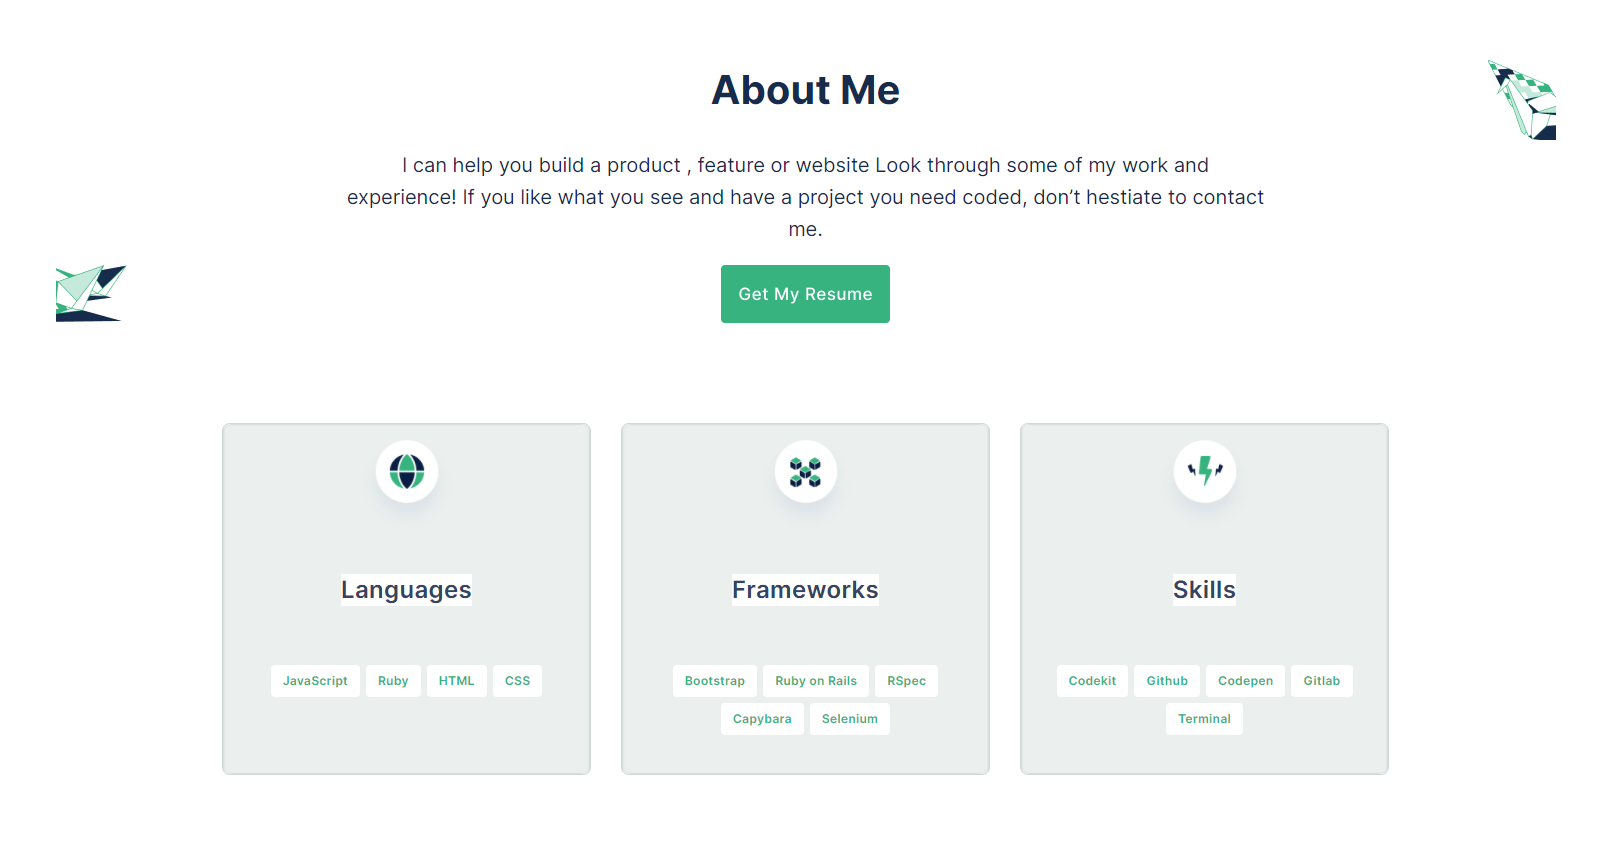 About Me
I can help you build a product , feature or website Look through some of my work and
experience! If you like what you see and have a project you need coded, don’t hestiate to contact
me.
Get My Resume
Languages
JavaScript Ruby HTML CSS
Frameworks
Bootstrap Ruby on Rails RSpec
Capybara Selenium
Skills
Codekit Github Codepen Gitlab
Terminal